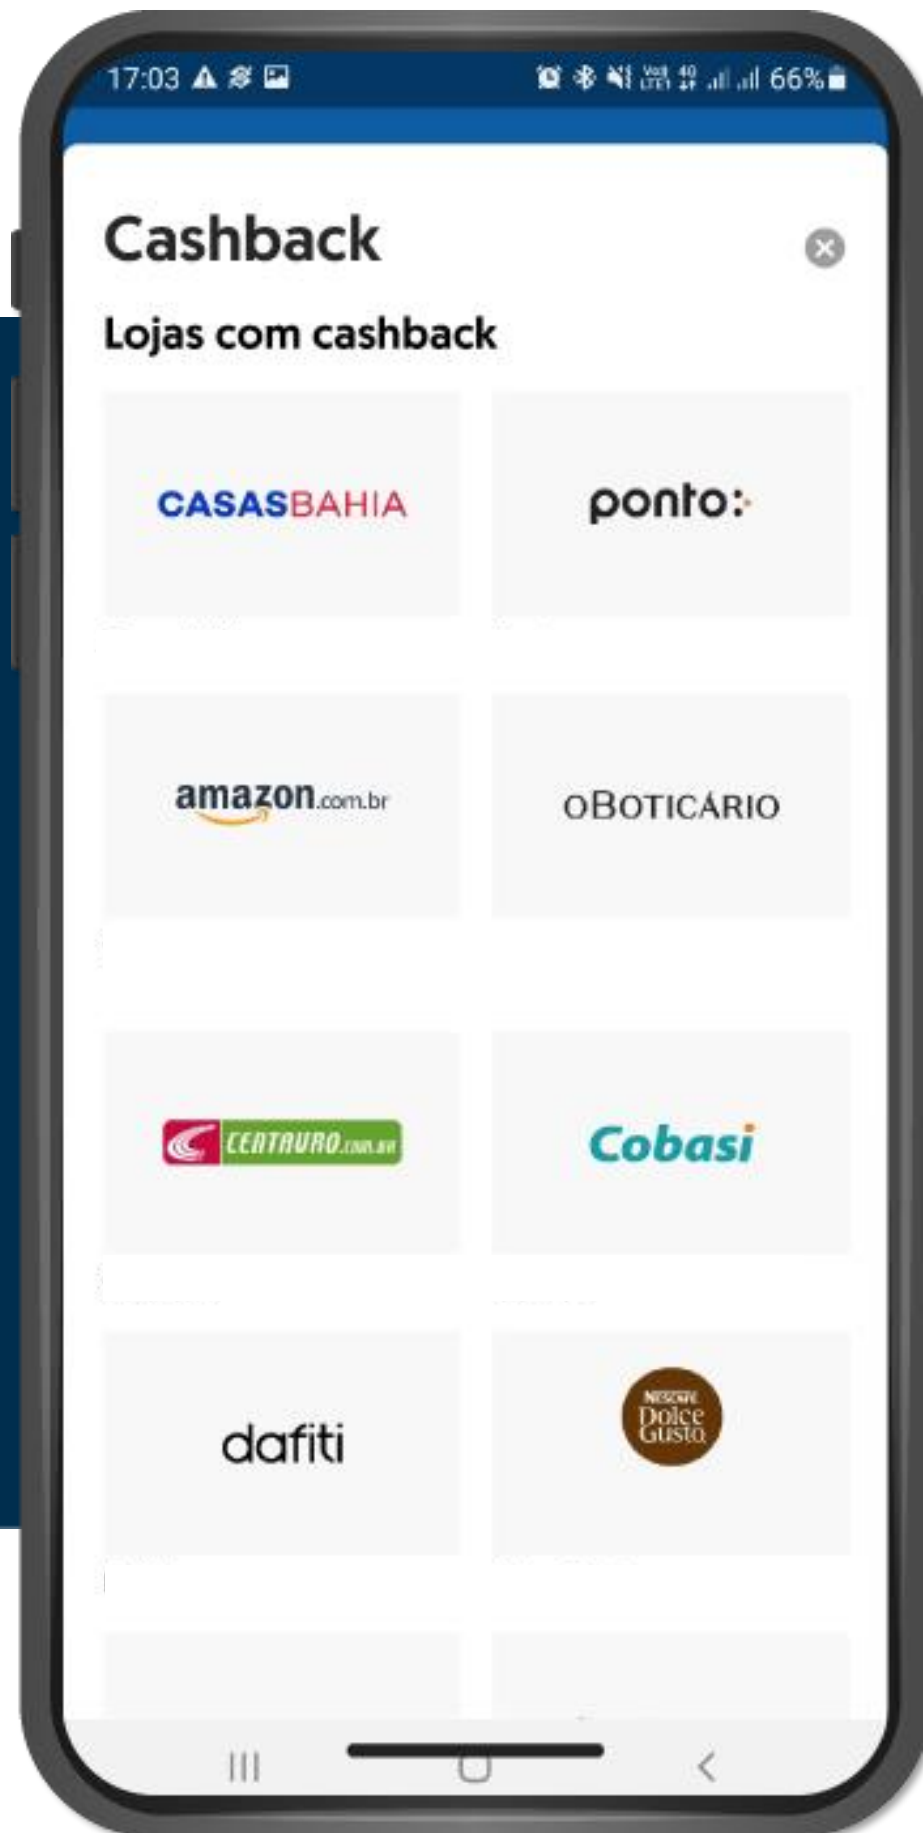 17:03
66%
Cashback
Lojas com cashback
CASASBAHIA
ponto:
amazon.com.br
oBOTICÁRIO
CENTAURO.com.br
Cobasi
dafiti
NESCAFÉ
Dolce
Gusto